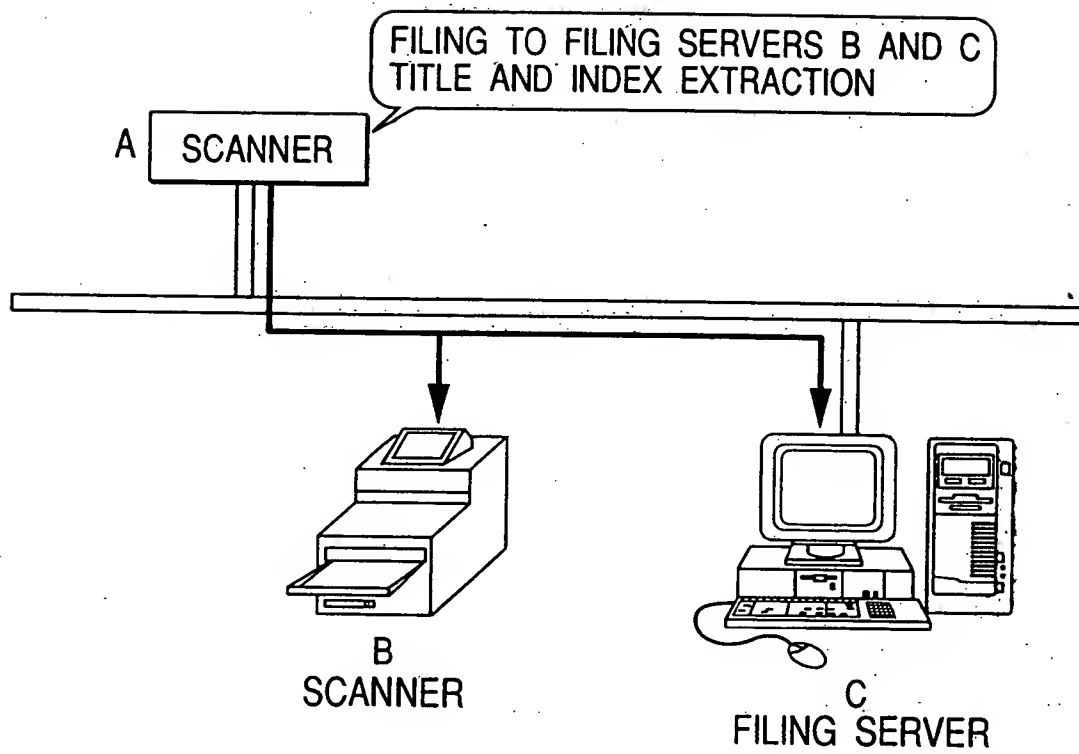 FILING TO FILING SERVERS B AND C
TITLE AND INDEX EXTRACTION
A SCANNER
B
SCANNER
C
FILING SERVER